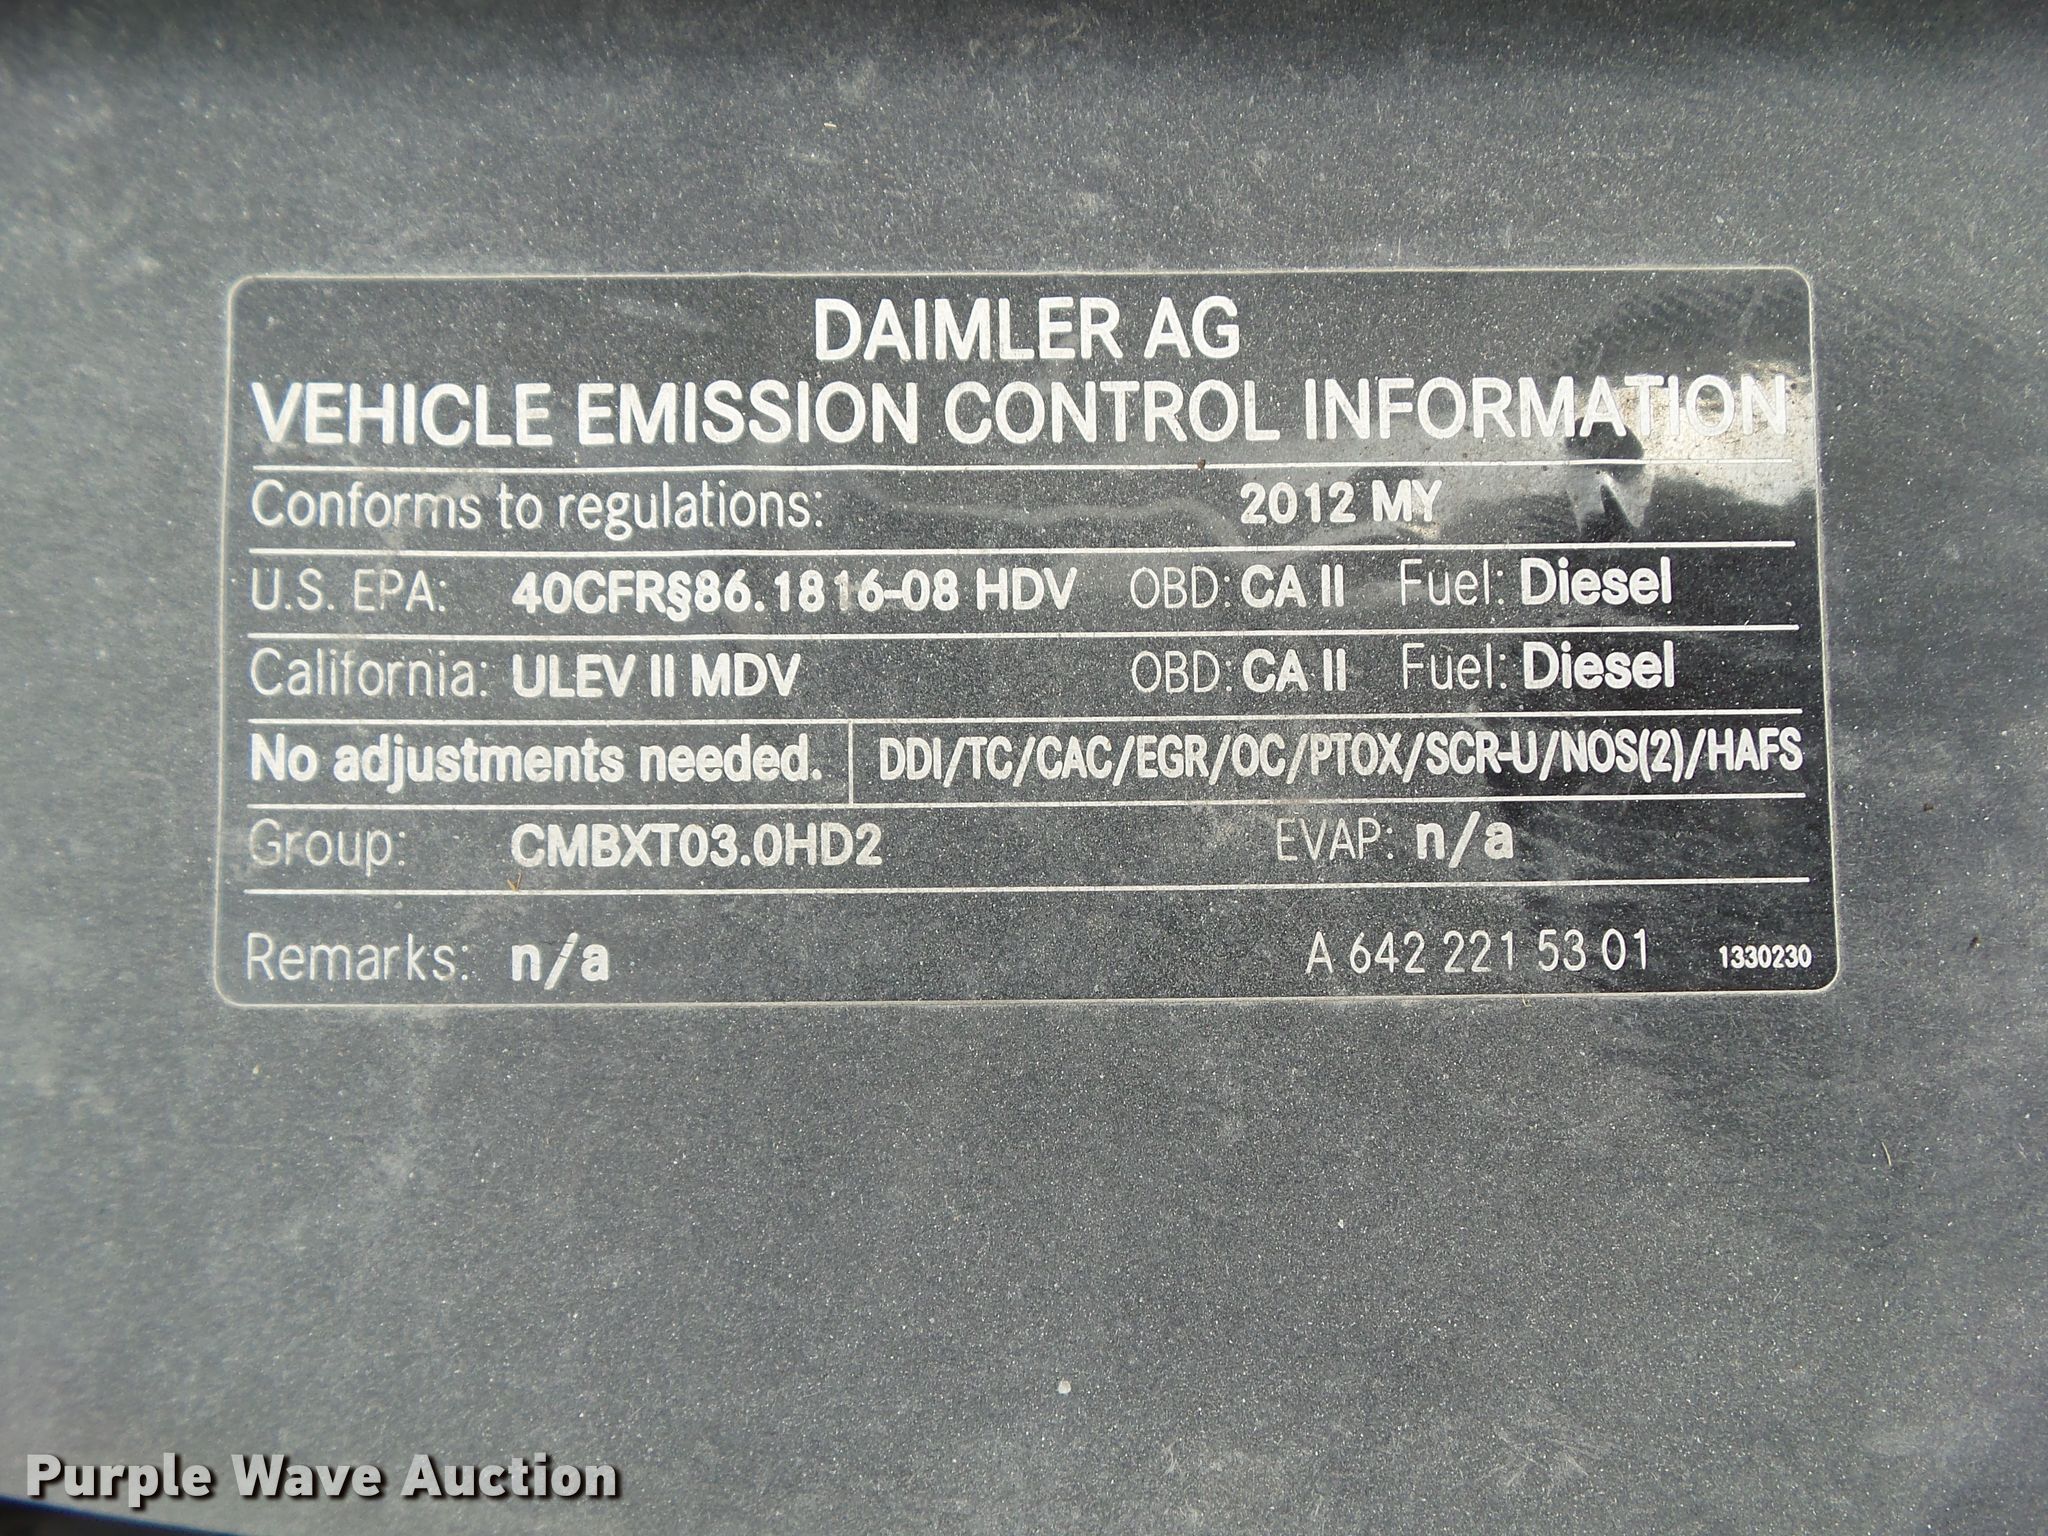 DAIMLER AG
VEHICLE EMISSION CONTROL INFORMATION
Conforms to regulations: 2012 MY
U.S. EPA: 40CFR§86.1816-08 HDV OBD: CA II Fuel: Diesel
California: ULEV II MDV OBD: CA II Fuel: Diesel
No adjustments needed. DDI/TC/CAC/EGR/OC/PTOX/SCR-U/NOS(2)/HAFS
Group: CMBXT03.0HD2 EVAP: n/a
Remarks: n/a A 642 221 53 01 1330230
Purple Wave Auction